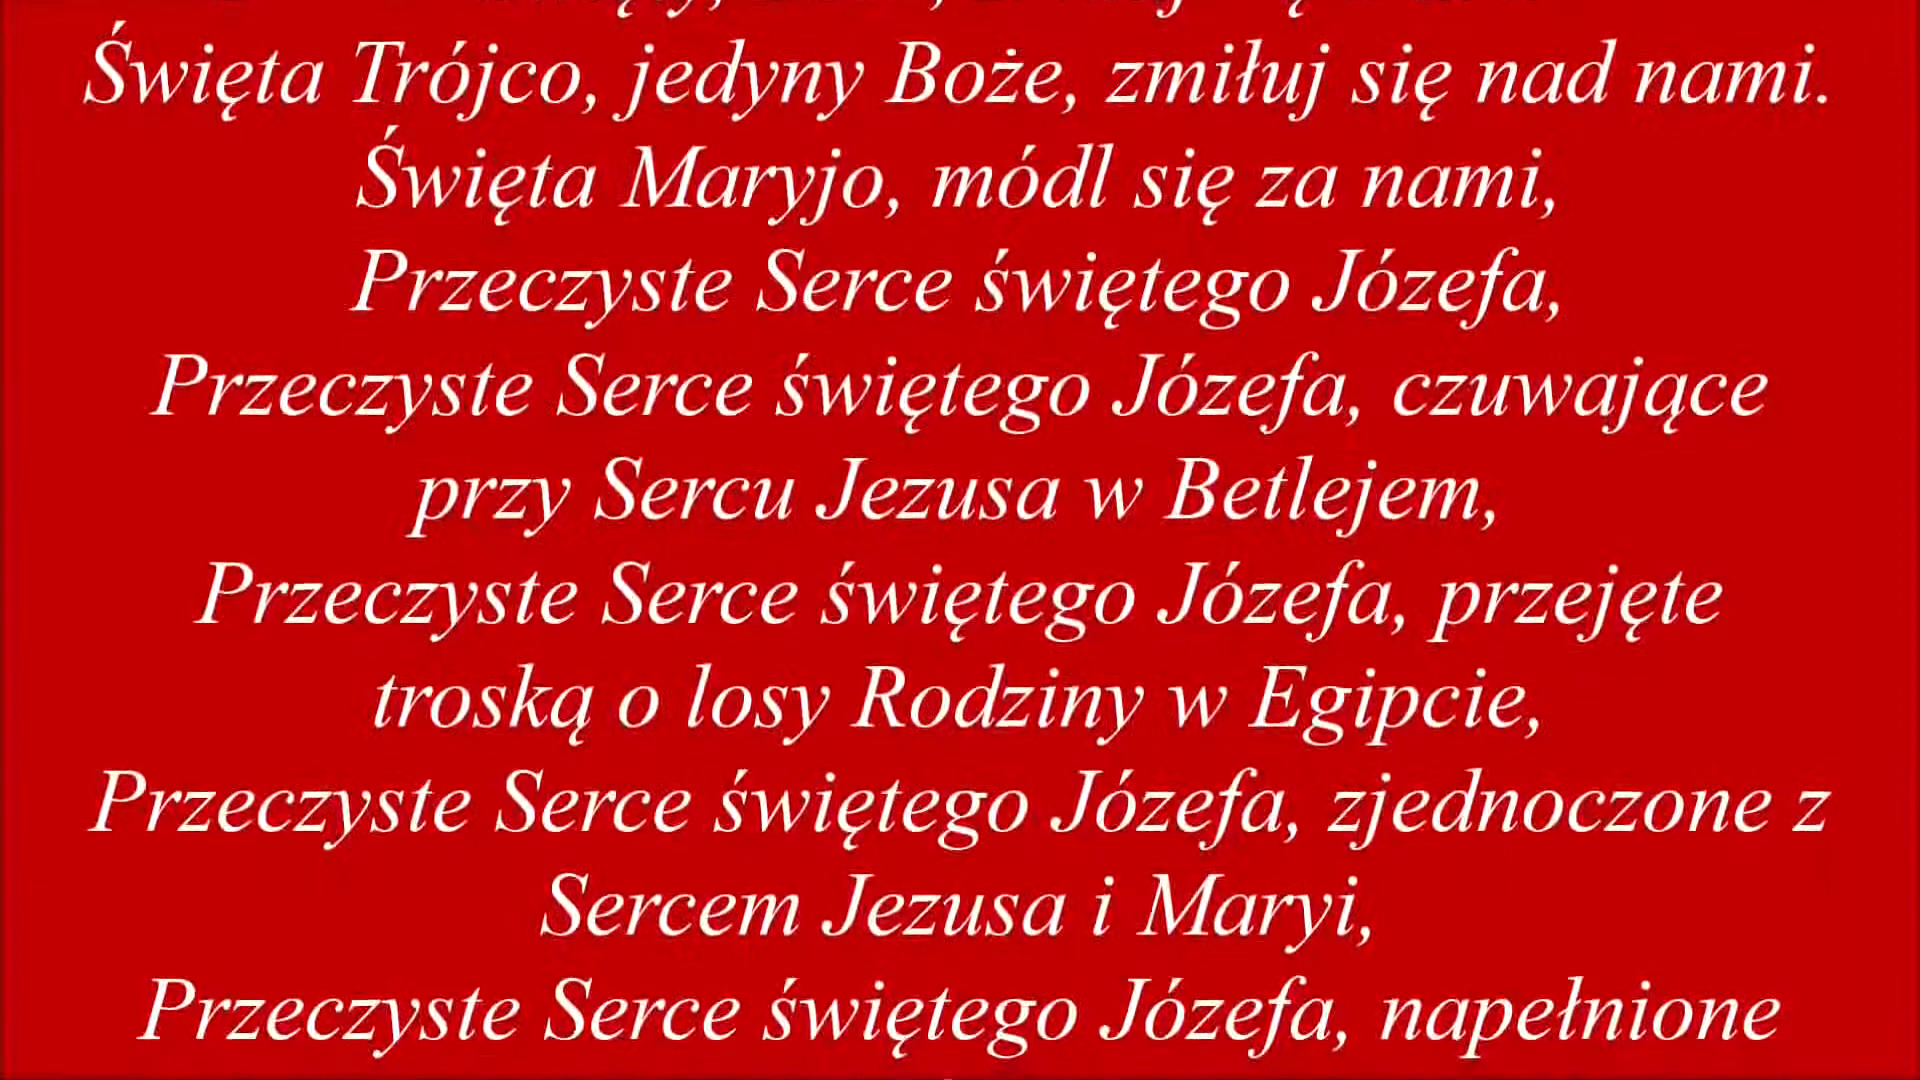 Święta Trójco, jedyny Boże, zmiłuj się nad nami.
Święta Maryjo, módl się za nami,
Przeczyste Serce świętego Józefa,
Przeczyste Serce świętego Józefa, czuwające
przy Sercu Jezusa w Betlejem,
Przeczyste Serce świętego Józefa, przejęte
troską o losy Rodziny w Egipcie,
Przeczyste Serce świętego Józefa, zjednoczone z
Sercem Jezusa i Maryi,
Przeczyste Serce świętego Józefa, napełnione